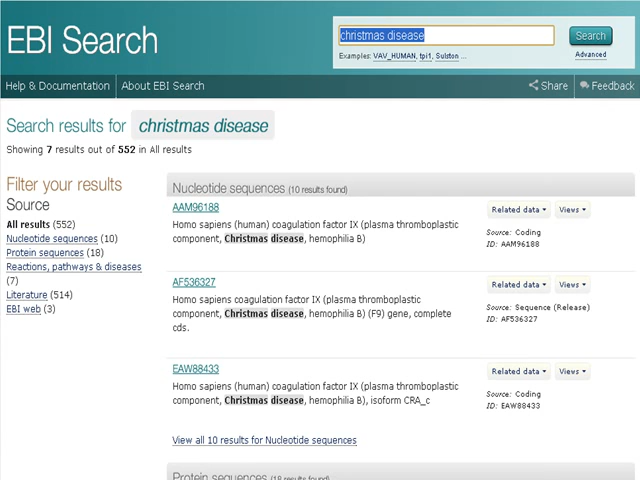 EBI Search
christmas disease
Search
Examples: VAV_HUMAN, tpi1, Sulston ...
Advanced
Help & Documentation
About EBI Search
Share
Feedback
Search results for christmas disease
Showing 7 results out of 552 in All results
Filter your results
Source
All results (552)
Nucleotide sequences (10)
Protein sequences (18)
Reactions, pathways & diseases
(7)
Literature (514)
EBI web (3)
Nucleotide sequences (10 results found)
AAM96188
Homo sapiens (human) coagulation factor IX (plasma thromboplastic
component, Christmas disease, hemophilia B)
Related data
Views
Source: Coding
ID: AAM96188
AF536327
Homo sapiens coagulation factor IX (plasma thromboplastic
component, Christmas disease, hemophilia B) (F9) gene, complete
cds.
Related data
Views
Source: Sequence (Release)
ID: AF536327
EAW88433
Homo sapiens (human) coagulation factor IX (plasma thromboplastic
component, Christmas disease, hemophilia B), isoform CRA_c
Related data
Views
Source: Coding
ID: EAW88433
View all 10 results for Nucleotide sequences
Protein sequences (18 results found)